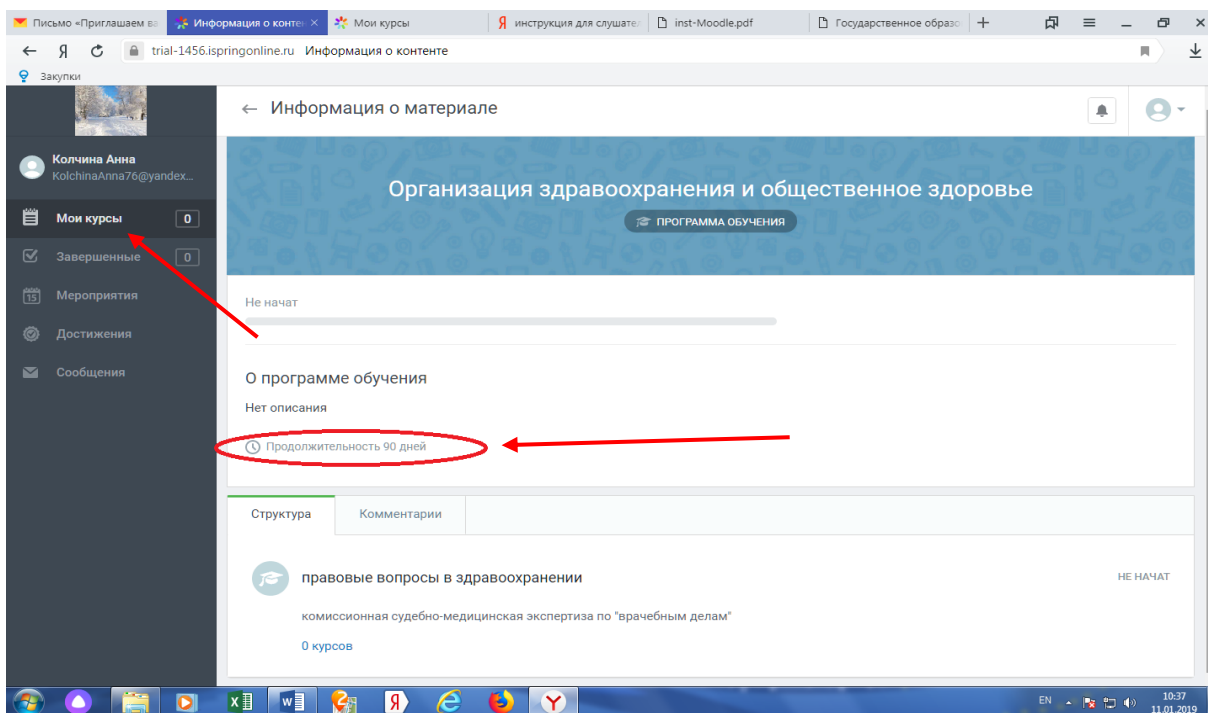 Письмо «Приглашаем ва
Информация о контен
Мои курсы
Я инструкция для слушател
inst-Moodle.pdf
Государственное образо
Я trial-1456.ispringonline.ru Информация о контенте
Закупки
← Информация о материале
Колчина Анна
KolchinaAnna76@yandex...
Мои курсы 0
Завершенные 0
15 Мероприятия
Достижения
Сообщения
Организация здравоохранения и общественное здоровье
ПРОГРАММА ОБУЧЕНИЯ
Не начат
О программе обучения
Нет описания
Продолжительность 90 дней
Структура Комментарии
правовые вопросы в здравоохранении НЕ НАЧАТ
комиссионная судебно-медицинская экспертиза по "врачебным делам"
0 курсов
EN 10:37
11.01.2019